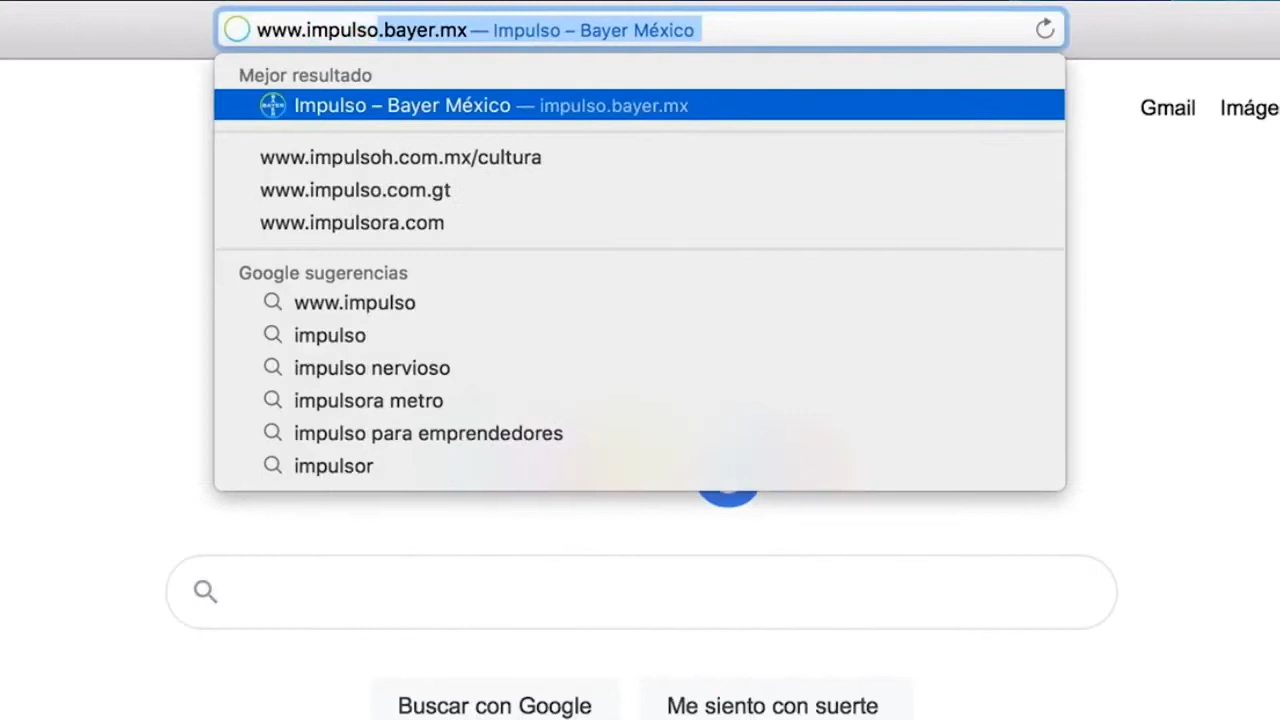 www.impulso.bayer.mx — Impulso – Bayer México
Mejor resultado
BAYER Impulso – Bayer México — impulso.bayer.mx
Gmail Imáge
www.impulsoh.com.mx/cultura
www.impulso.com.gt
www.impulsora.com
Google sugerencias
www.impulso
impulso
impulso nervioso
impulsora metro
impulso para emprendedores
impulsor
Buscar con Google
Me siento con suerte